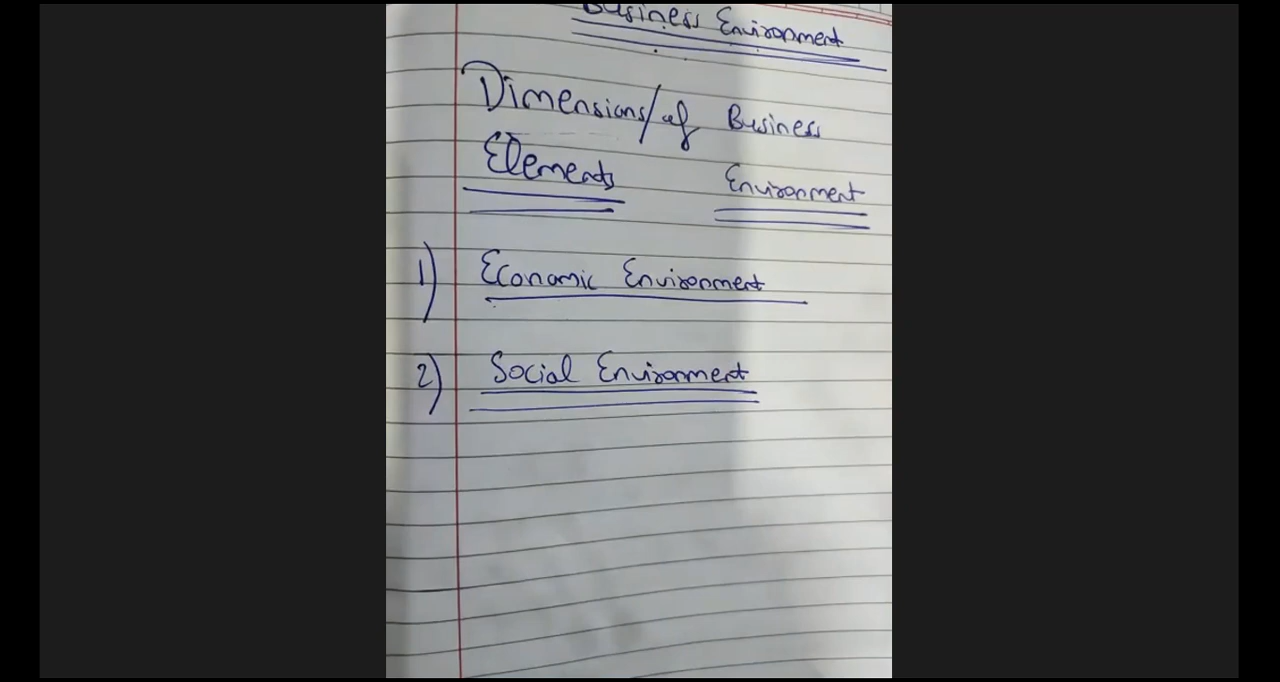 Business Environment
Dimensions/of Business
Elements Environment
1) Economic Environment
2) Social Environment